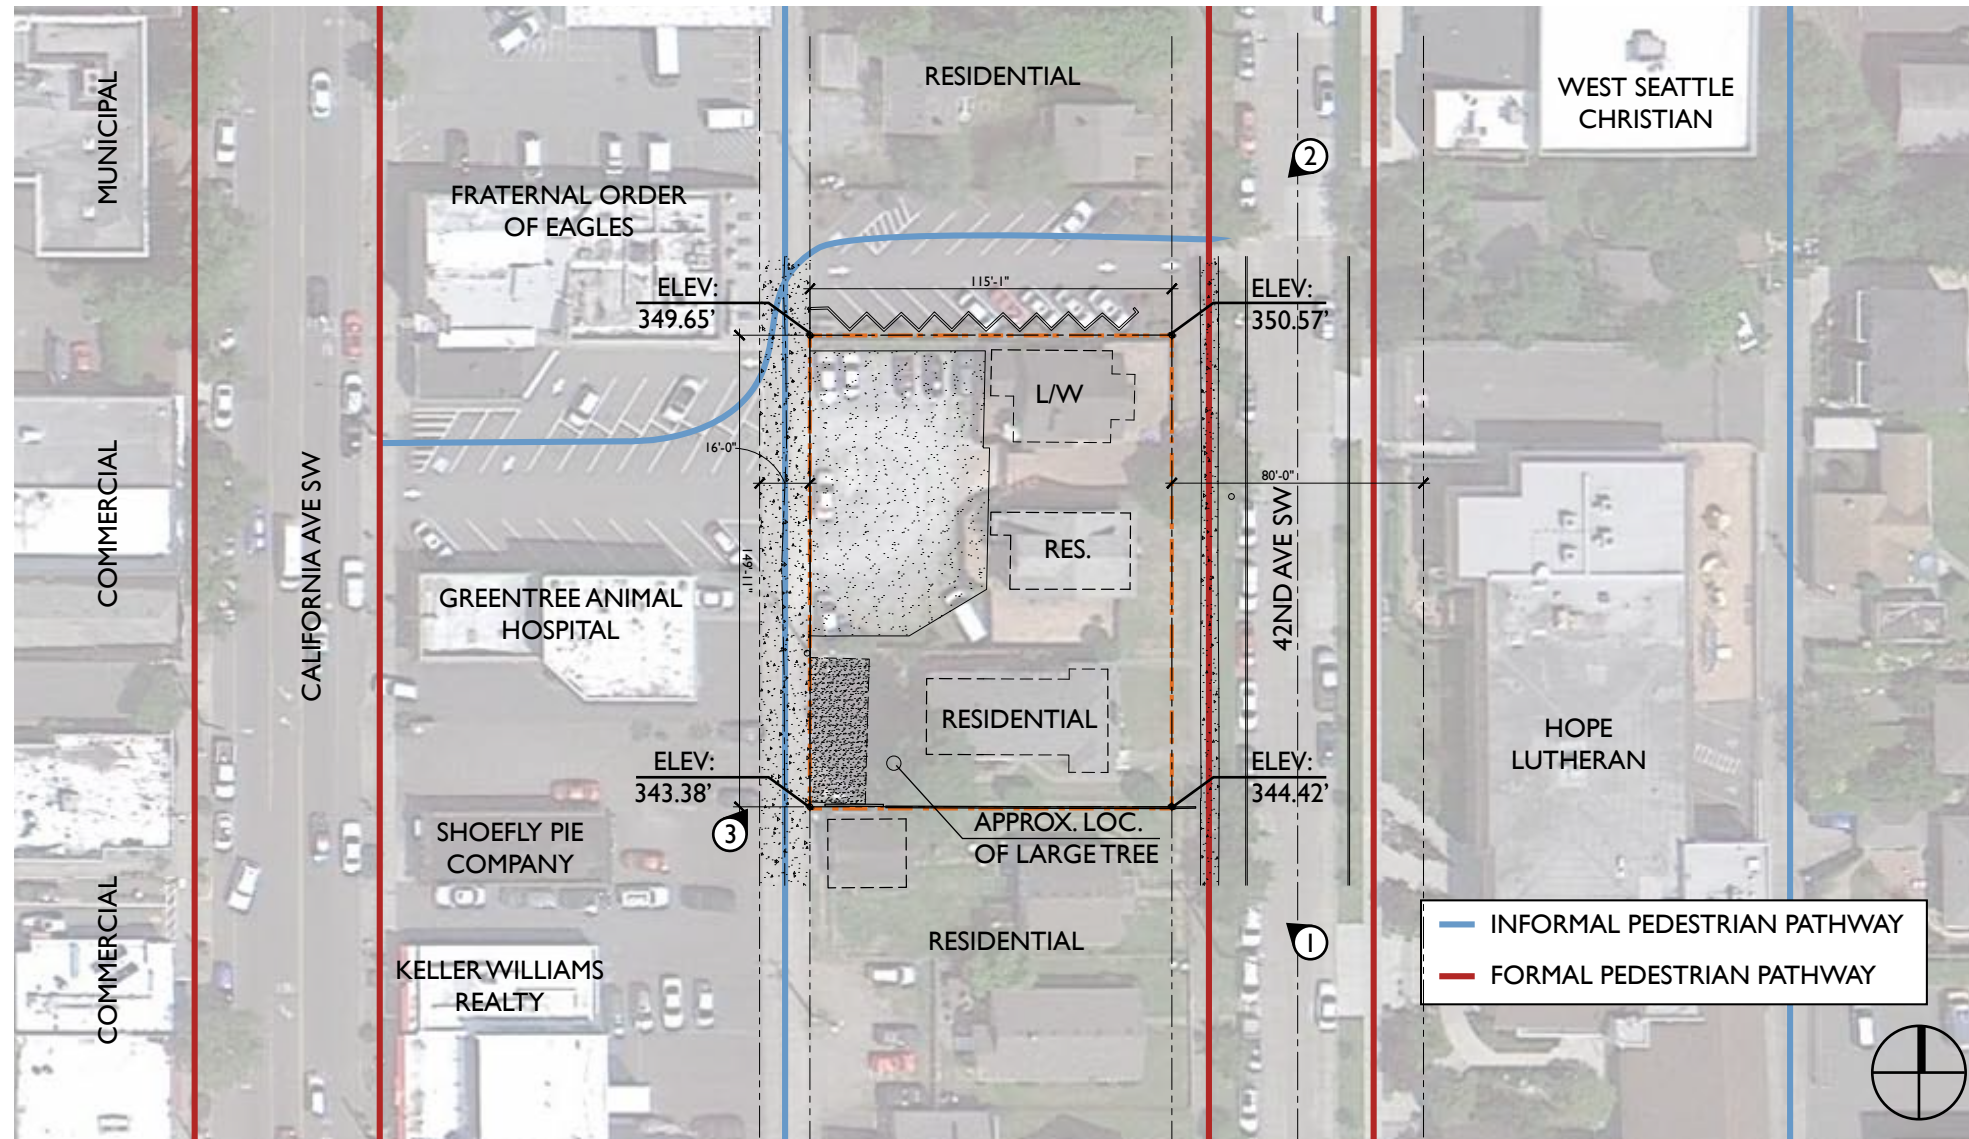 MUNICIPAL
COMMERCIAL
COMMERCIAL
CALIFORNIA AVE SW
FRATERNAL ORDER
OF EAGLES
GREENTREE ANIMAL
HOSPITAL
SHOEFLY PIE
COMPANY
KELLER WILLIAMS
REALTY
RESIDENTIAL
ELEV:
349.65'
115'-1"
ELEV:
350.57'
L/W
16'-0"
149'-11"
RES.
80'-0"
42ND AVE SW
RESIDENTIAL
ELEV:
343.38'
ELEV:
344.42'
APPROX. LOC.
OF LARGE TREE
RESIDENTIAL
2
3
1
WEST SEATTLE
CHRISTIAN
HOPE
LUTHERAN
INFORMAL PEDESTRIAN PATHWAY
FORMAL PEDESTRIAN PATHWAY